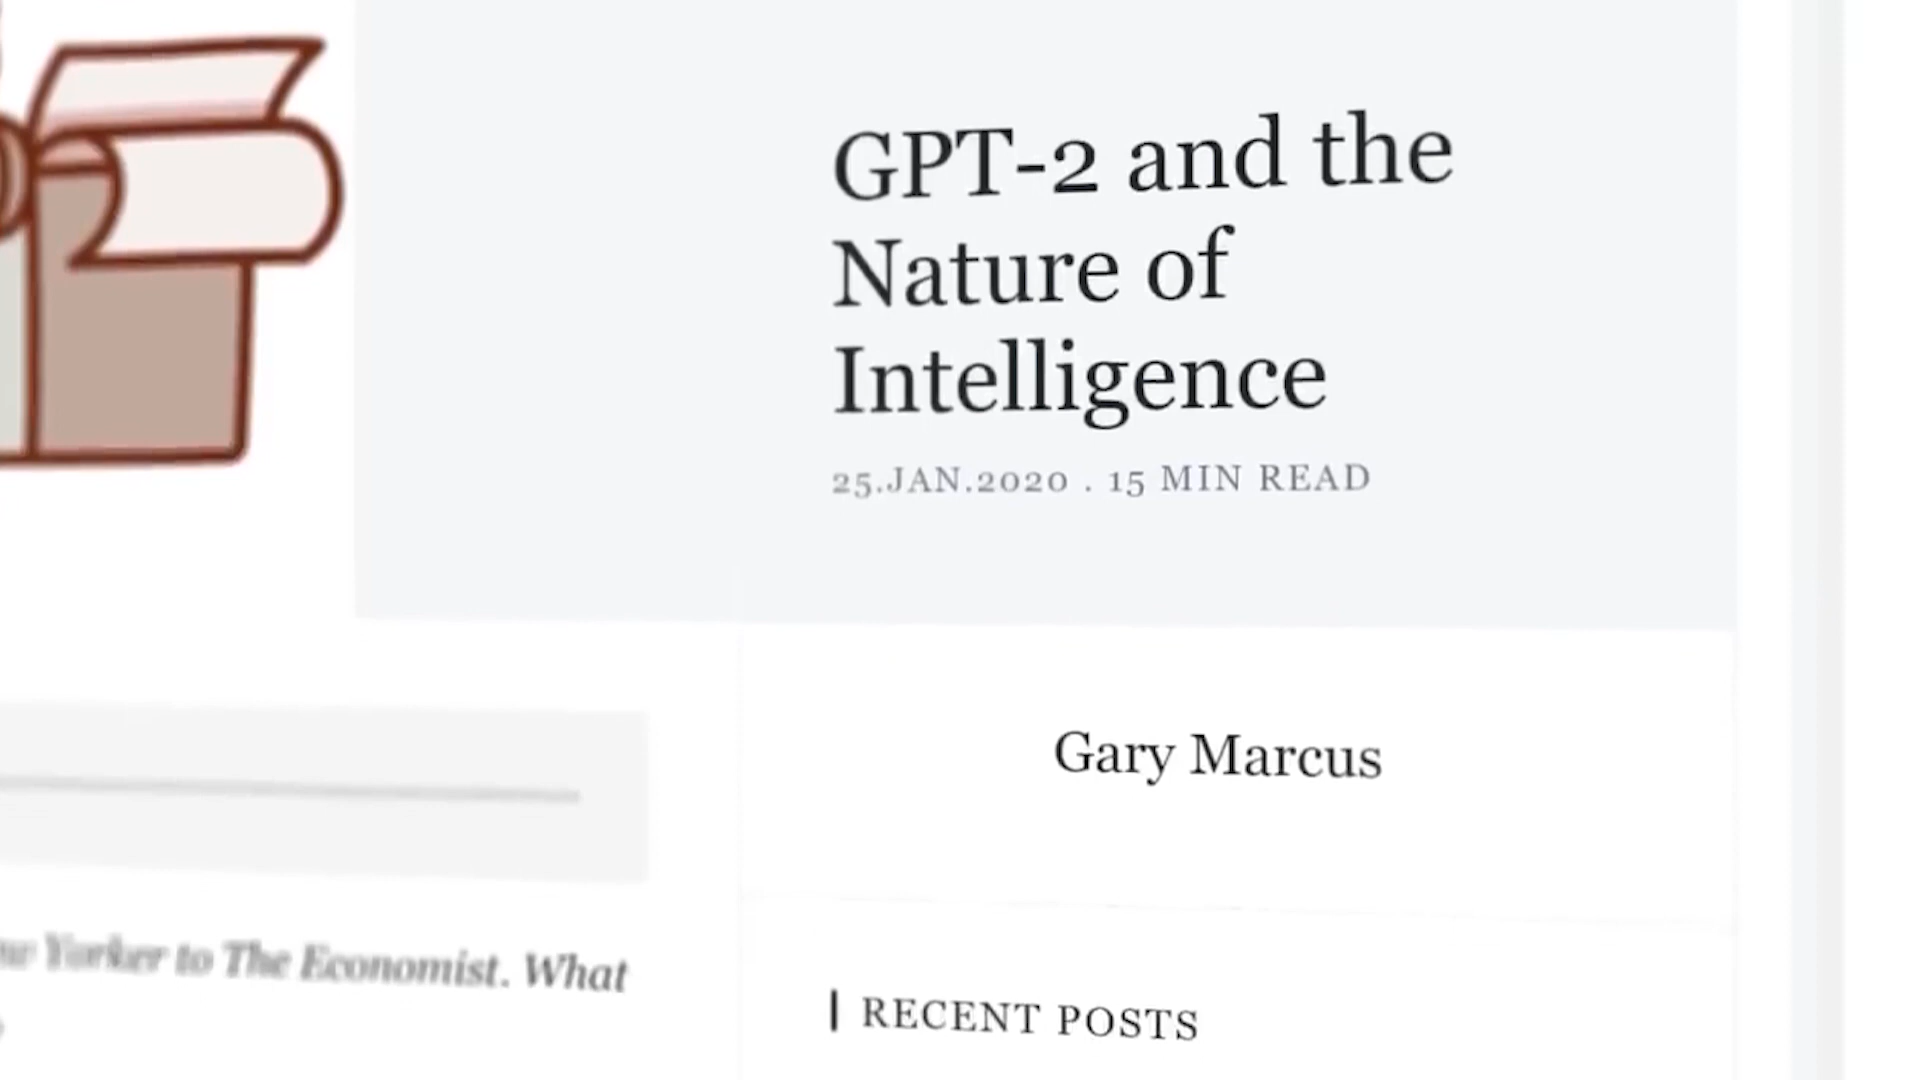 GPT-2 and the
Nature of
Intelligence
25.JAN.2020 . 15 MIN READ
Gary Marcus
Yorker to The Economist. What
RECENT POSTS